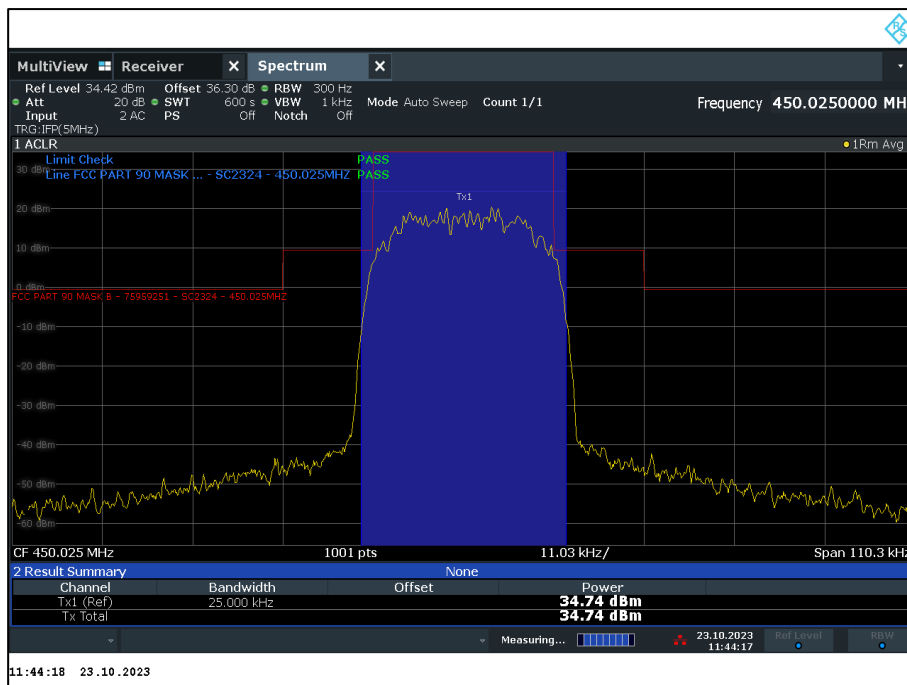 R S
MultiView Receiver X Spectrum X
Ref Level 34.42 dBm Offset 36.30 dB RBW 300 Hz
Att 20 dB SWT 600 s VBW 1 kHz Mode Auto Sweep Count 1/1 Frequency 450.0250000 MH
Input 2 AC PS Off Notch Off
TRG:IFP(5MHz)
1 ACLR 1Rm Avg
Limit Check PASS
30 dBm
Line FCC PART 90 MASK ... - SC2324 - 450.025MHZ PASS
Tx1
20 dBm
10 dBm
0 dBm
FCC PART 90 MASK B - 75959251 - SC2324 - 450.025MHZ
-10 dBm
-20 dBm
-30 dBm
-40 dBm
-50 dBm
-60 dBm
CF 450.025 MHz 1001 pts 11.03 kHz/ Span 110.3 kHz
2 Result Summary None
Channel Bandwidth Offset Power
Tx1 (Ref) 25.000 kHz 34.74 dBm
Tx Total 34.74 dBm
Measuring... 23.10.2023 Ref Level RBW
11:44:17
11:44:18 23.10.2023